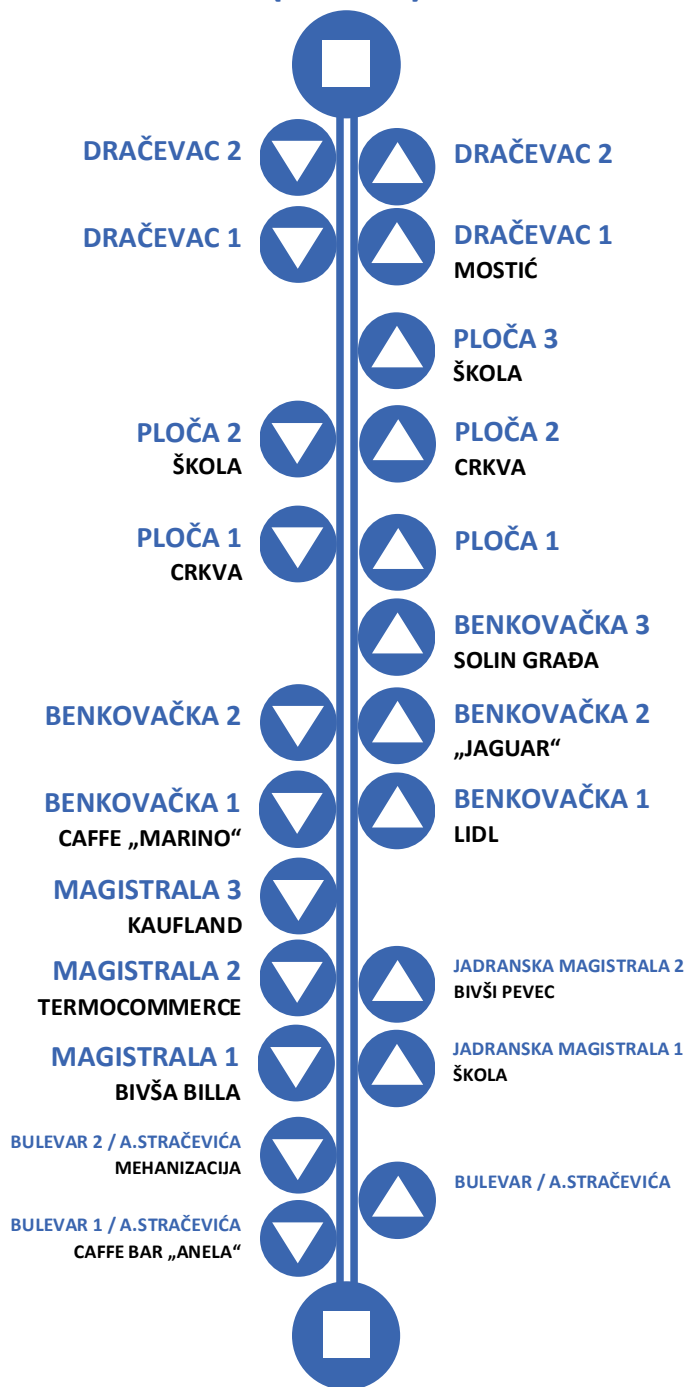 DRAČEVAC 2
DRAČEVAC 1
PLOČA 2
ŠKOLA
PLOČA 1
CRKVA
BENKOVAČKA 2
BENKOVAČKA 1
CAFFE „MARINO“
MAGISTRALA 3
KAUFLAND
MAGISTRALA 2
TERMOCOMMERCE
MAGISTRALA 1
BIVŠA BILLA
BULEVAR 2 / A.STRAČEVIĆA
MEHANIZACIJA
BULEVAR 1 / A.STRAČEVIĆA
CAFFE BAR „ANELA“
DRAČEVAC 2
DRAČEVAC 1
MOSTIĆ
PLOČA 3
ŠKOLA
PLOČA 2
CRKVA
PLOČA 1
BENKOVAČKA 3
SOLIN GRAĐA
BENKOVAČKA 2
„JAGUAR“
BENKOVAČKA 1
LIDL
JADRANSKA MAGISTRALA 2
BIVŠI PEVEC
JADRANSKA MAGISTRALA 1
ŠKOLA
BULEVAR / A.STRAČEVIĆA